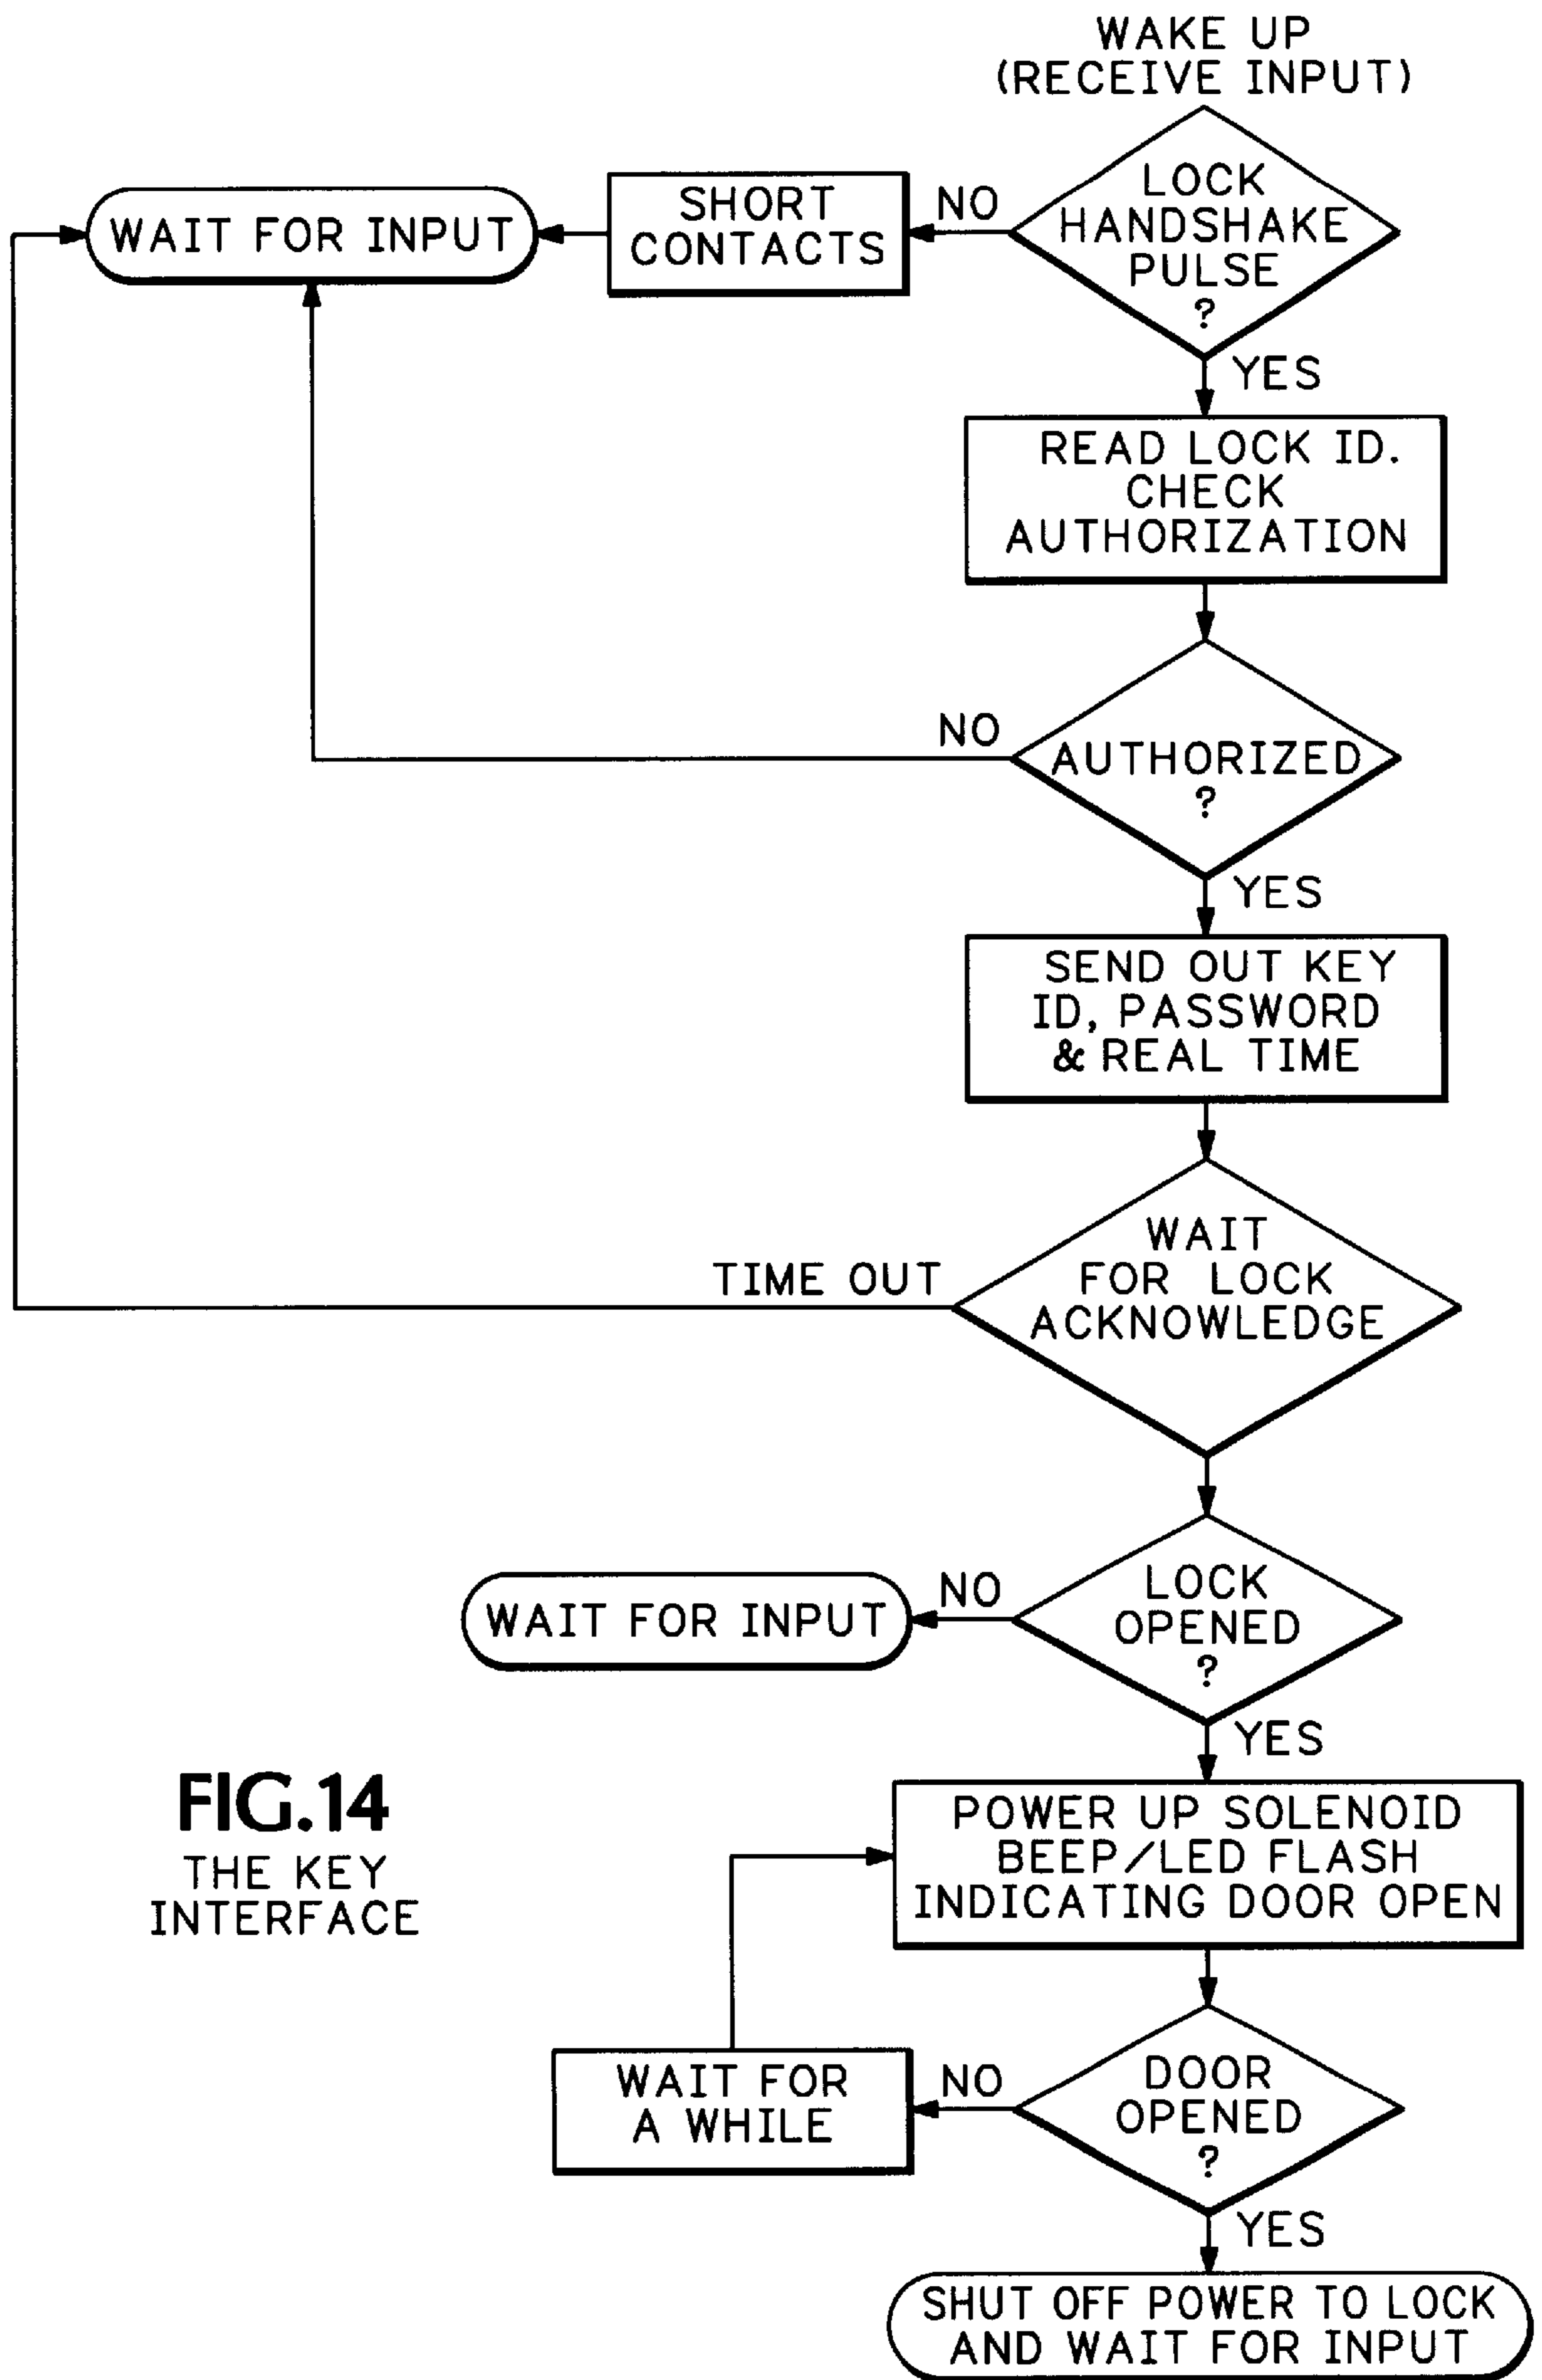 WAKE UP
(RECEIVE INPUT)
LOCK
HANDSHAKE
PULSE
?
NO
SHORT
CONTACTS
WAIT FOR INPUT
YES
READ LOCK ID.
CHECK
AUTHORIZATION
AUTHORIZED
?
NO
YES
SEND OUT KEY
ID, PASSWORD
& REAL TIME
WAIT
FOR LOCK
ACKNOWLEDGE
TIME OUT
LOCK
OPENED
?
NO
WAIT FOR INPUT
YES
POWER UP SOLENOID
BEEP/LED FLASH
INDICATING DOOR OPEN
DOOR
OPENED
?
NO
WAIT FOR
A WHILE
YES
SHUT OFF POWER TO LOCK
AND WAIT FOR INPUT
FIG.14
THE KEY
INTERFACE